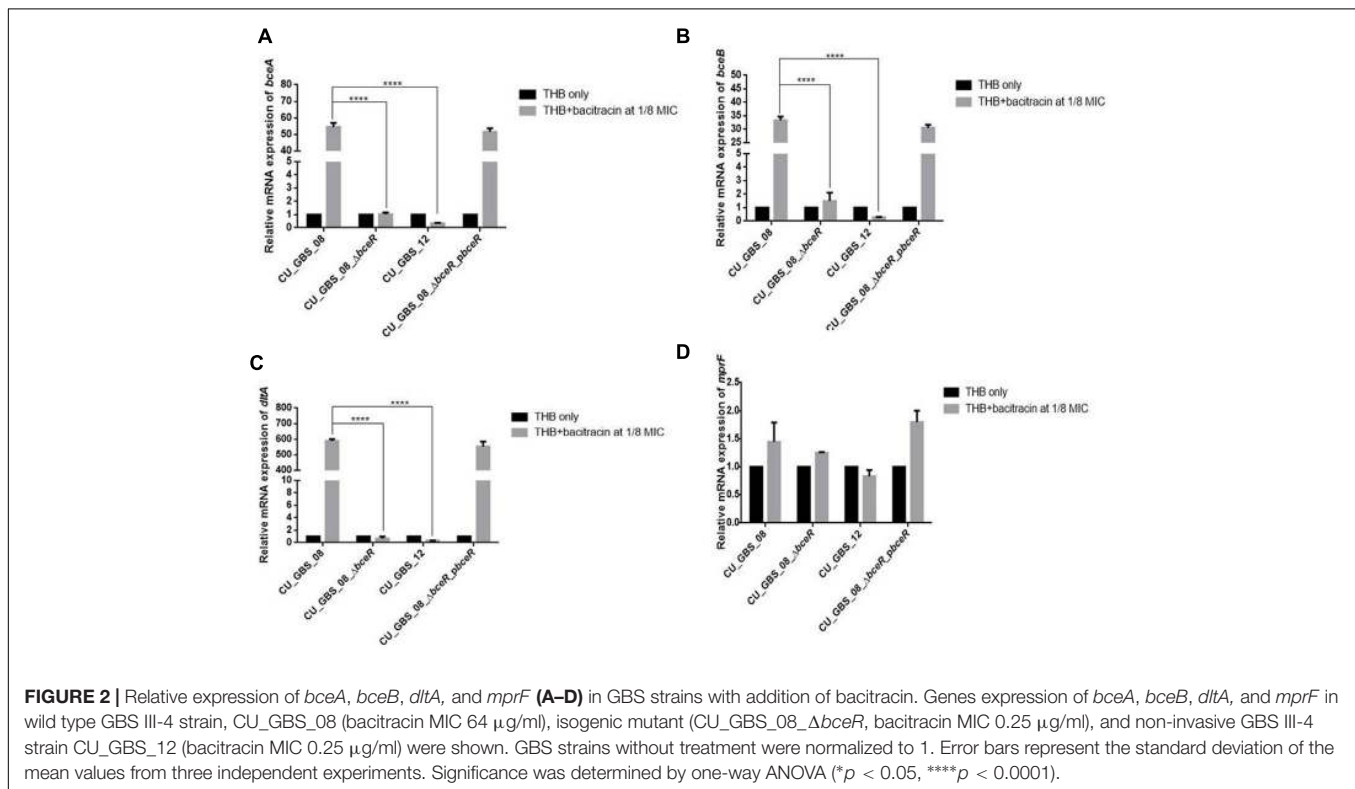 A
Relative mRNA expression of bceA
80
70
60
50
40
5
4
3
2
1
0
****
****
THB only
THB+bacitracin at 1/8 MIC
CU_GBS_08
CU_GBS_08_ΔbceR
CU_GBS_12
CU_GBS_08_ΔbceR_pbceR
B
Relative mRNA expression of bceB
50
45
40
35
30
25
5
4
3
2
1
0
****
****
THB only
THB+bacitracin at 1/8 MIC
CU_GBS_08
CU_GBS_08_ΔbceR
CU_GBS_12
CU_GBS_08_ΔbceR_pbceR
C
Relative mRNA expression of dltA
800
700
600
500
400
10
8
6
4
2
0
****
****
THB only
THB+bacitracin at 1/8 MIC
CU_GBS_08
CU_GBS_08_ΔbceR
CU_GBS_12
CU_GBS_08_ΔbceR_pbceR
D
Relative mRNA expression of mprF
2.5
2.0
1.5
1.0
0.5
0.0
THB only
THB+bacitracin at 1/8 MIC
CU_GBS_08
CU_GBS_08_ΔbceR
CU_GBS_12
CU_GBS_08_ΔbceR_pbceR
FIGURE 2 | Relative expression of bceA, bceB, dltA, and mprF (A–D) in GBS strains with addition of bacitracin. Genes expression of bceA, bceB, dltA, and mprF in
wild type GBS III-4 strain, CU_GBS_08 (bacitracin MIC 64 μg/ml), isogenic mutant (CU_GBS_08_ΔbceR, bacitracin MIC 0.25 μg/ml), and non-invasive GBS III-4
strain CU_GBS_12 (bacitracin MIC 0.25 μg/ml) were shown. GBS strains without treatment were normalized to 1. Error bars represent the standard deviation of the
mean values from three independent experiments. Significance was determined by one-way ANOVA (*p < 0.05, ****p < 0.0001).